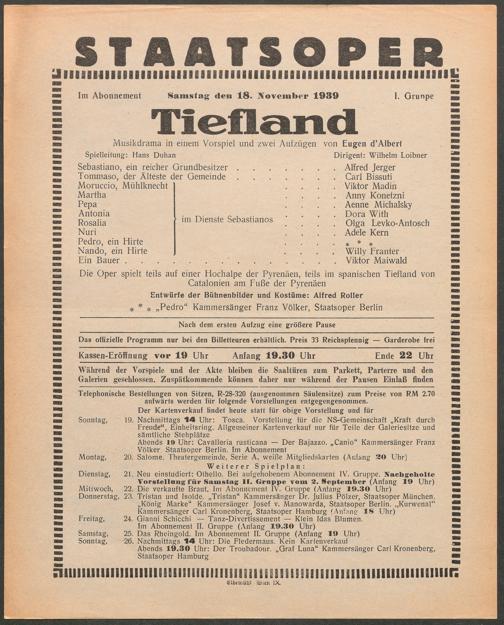 STAATSOPER
Im Abonnement Samstag den 18. November 1939 I. Gruppe
Tiefland
Musikdrama in einem Vorspiel und zwei Aufzügen von Eugen d'Albert
Spielleitung: Hans Duhan Dirigent: Wilhelm Loibner
Sebastiano, ein reicher Grundbesitzer . . . . . . Alfred Jerger
Tommaso, der Älteste der Gemeinde . . . . . . Carl Bissuti
Moruccio, Mühlknecht . . . . Viktor Madin
Martha . . . . Anny Konetzni
Pepa . . . . Aenne Michalsky
Antonia . . . . Dora With
Rosalia im Dienste Sebastianos . . . . Olga Levko-Antosch
Nuri . . . . Adele Kern
Pedro, ein Hirte . . . . * * *
Nando, ein Hirte . . . . Willy Franter
Ein Bauer . . . . . . . . . . . . Viktor Maiwald
Die Oper spielt teils auf einer Hochalpe der Pyrenäen, teils im spanischen Tiefland von
Catalonien am Fuße der Pyrenäen
Entwürfe der Bühnenbilder und Kostüme: Alfred Roller
* * * „Pedro" Kammersänger Franz Völker, Staatsoper Berlin
Nach dem ersten Aufzug eine größere Pause
Das offizielle Programm nur bei den Billetteuren erhältlich. Preis 33 Reichspfennig — Garderobe frei
Kassen-Eröffnung vor 19 Uhr Anfang 19.30 Uhr Ende 22 Uhr
Während der Vorspiele und der Akte bleiben die Saaltüren zum Parkett, Parterre und den
Galerien geschlossen. Zuspätkommende können daher nur während der Pausen Einlaß finden
Telephonische Bestellungen von Sitzen, R-28-320 (ausgenommen Säulensitze) zum Preise von RM 2.70
aufwärts werden für folgende Vorstellungen entgegengenommen.
Der Kartenverkauf findet heute statt für obige Vorstellung und für
Sonntag, 19. Nachmittags 14 Uhr: Tosca. Vorstellung für die NS-Gemeinschaft „Kraft durch
Freude", Einheitsring. Allgemeiner Kartenverkauf nur für Teile der Galeriesitze und
sämtliche Stehplätze
Abends 19 Uhr: Cavalleria rusticana — Der Bajazzo. „Canio" Kammersänger Franz
Völker Staatsoper Berlin. Im Abonnement
Montag, 20. Salome. Theatergemeinde, Serie A, weiße Mitgliedskarten (Anfang 20 Uhr)
Weiterer Spielplan:
Dienstag, 21. Neu einstudiert: Othello. Bei aufgehobenem Abonnement IV. Gruppe. Nachgeholte
Vorstellung für Samstag II. Gruppe vom 2. September (Anfang 19 Uhr)
Mittwoch, 22. Die verkaufte Braut. Im Abonnement IV. Gruppe (Anfang 19.30 Uhr)
Donnerstag, 23. Tristan und Isolde. „Tristan" Kammersänger Dr. Julius Pölzer, Staatsoper München,
„König Marke" Kammersänger Josef v. Manowarda, Staatsoper Berlin. „Kurwenal"
Kammersänger Carl Kronenberg, Staatsoper Hamburg (Anfang 18 Uhr)
Freitag, 24. Gianni Schicchi — Tanz-Divertissement — Klein Idas Blumen.
Im Abonnement II. Gruppe (Anfang 19.30 Uhr)
Samstag, 25. Das Rheingold. Im Abonnement II. Gruppe (Anfang 19 Uhr)
Sonntag, 26. Nachmittags 14 Uhr: Die Fledermaus. Kein Kartenverkauf
Abends 19.30 Uhr: Der Troubadour. „Graf Luna" Kammersänger Carl Kronenberg,
Staatsoper Hamburg
Wien IX.